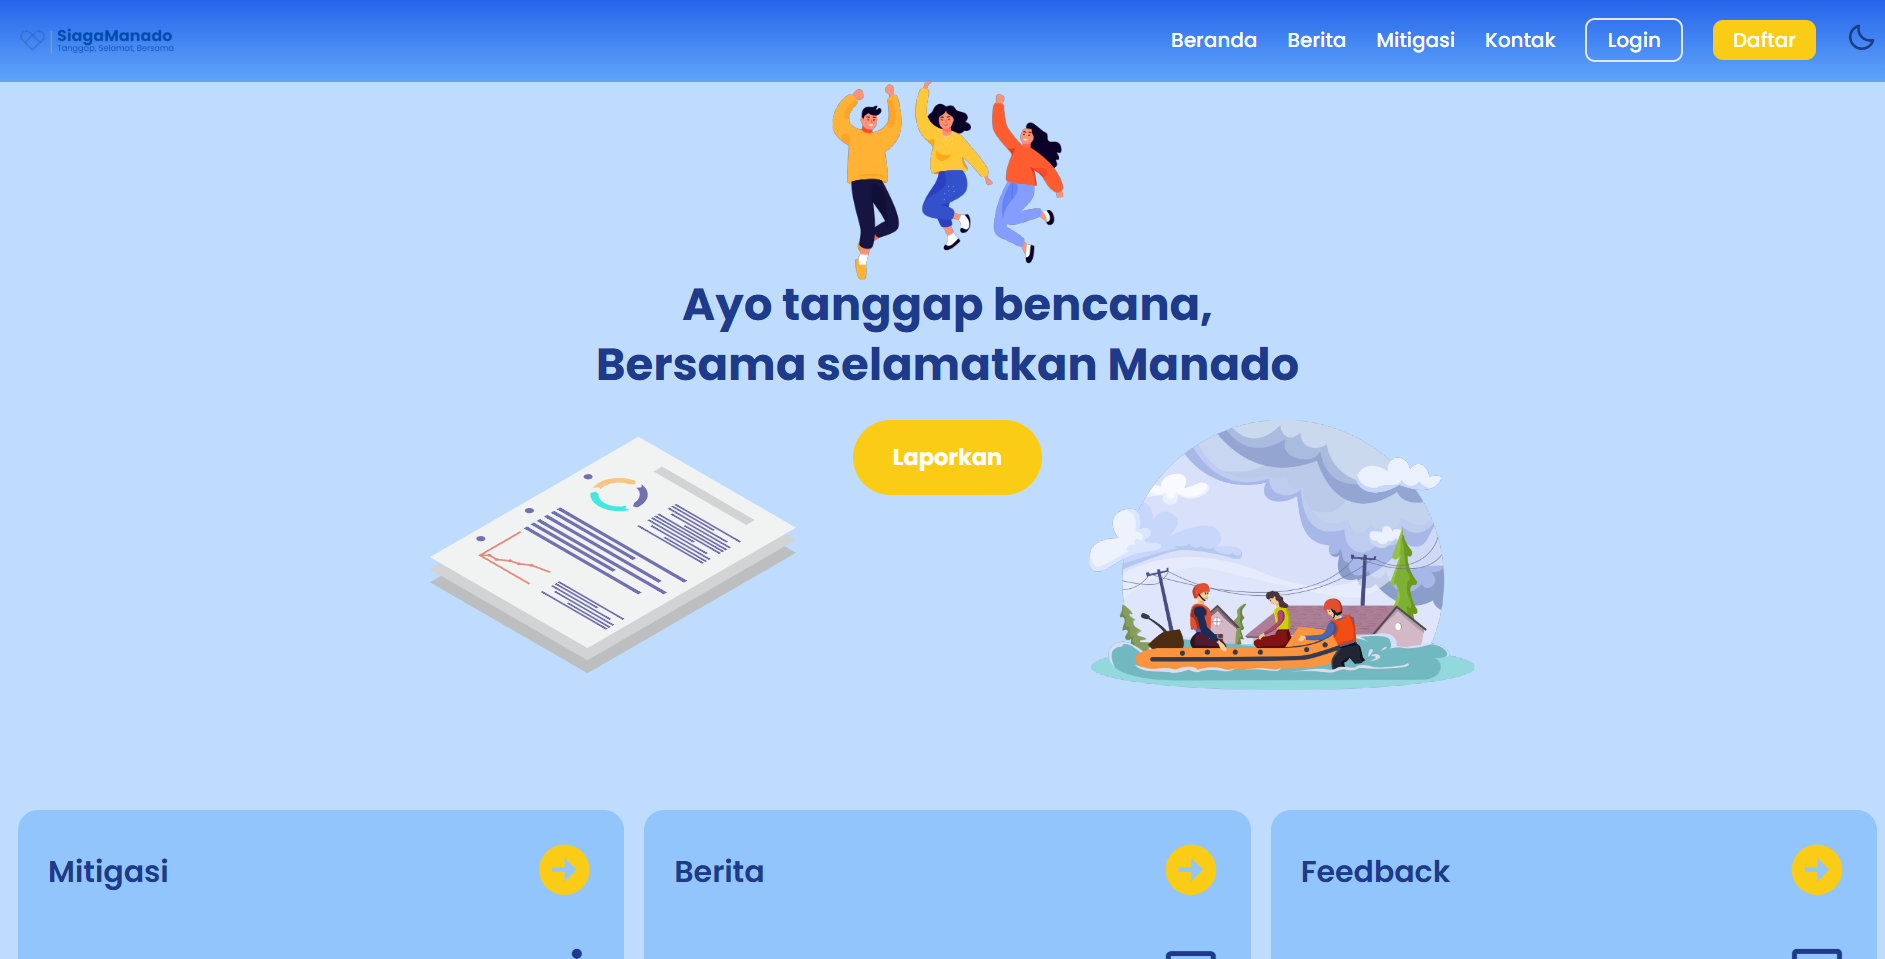 SiagaManado
Tanggap, Selamat, Bersama
Beranda
Berita
Mitigasi
Kontak
Login
Daftar
Ayo tanggap bencana,
Bersama selamatkan Manado
Laporkan
Mitigasi
Berita
Feedback